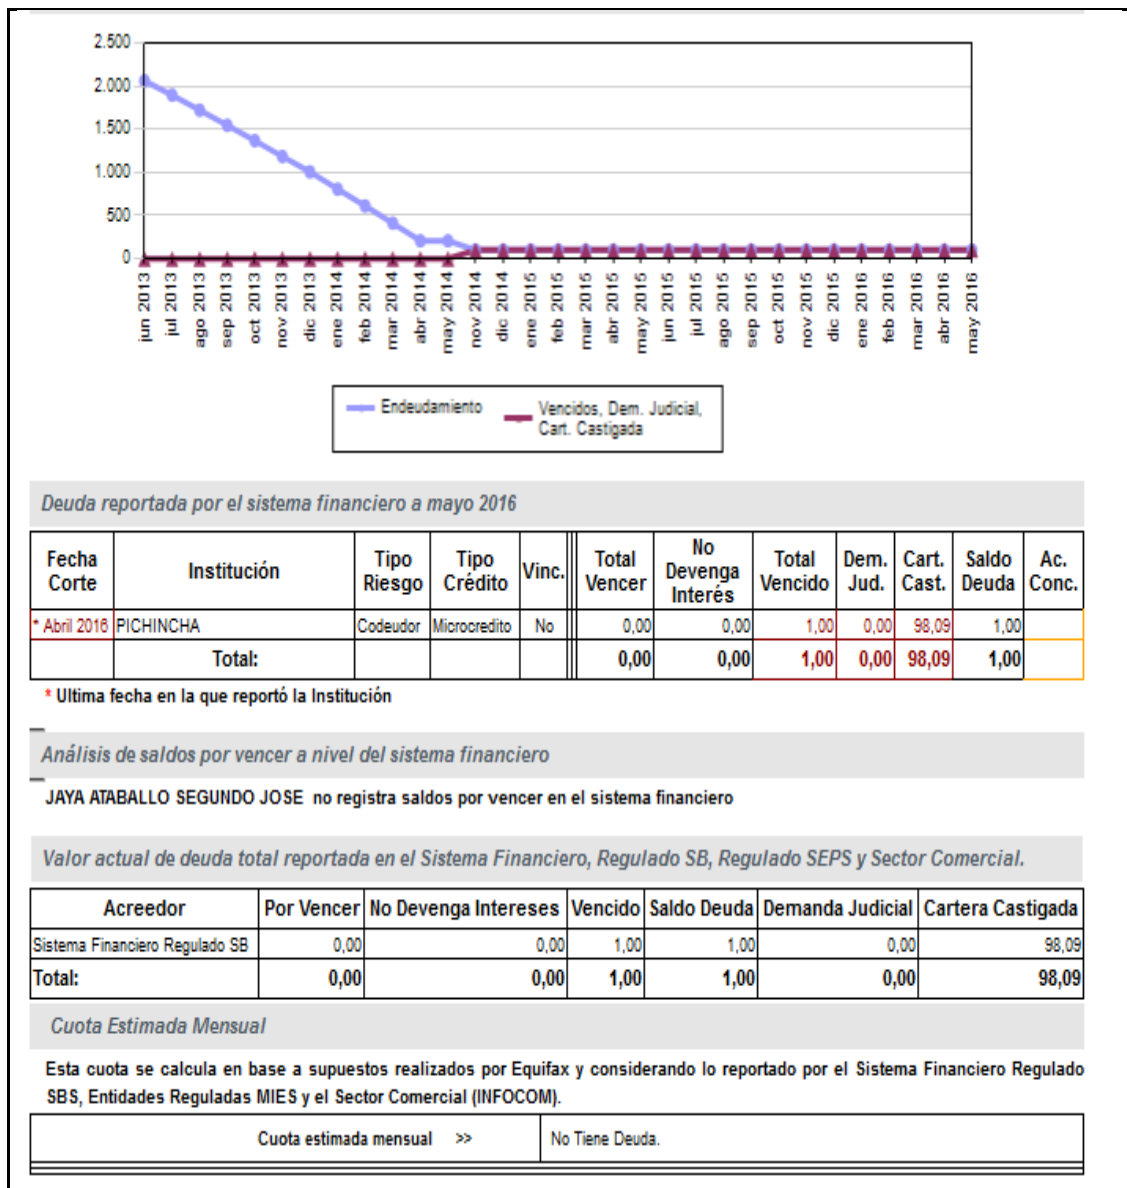 2.500
2.000
1.500
1.000
500
0
jun 2013
jul 2013
ago 2013
sep 2013
oct 2013
nov 2013
dic 2013
ene 2014
feb 2014
mar 2014
abr 2014
may 2014
nov 2014
dic 2014
ene 2015
feb 2015
mar 2015
abr 2015
may 2015
jun 2015
jul 2015
ago 2015
sep 2015
oct 2015
nov 2015
dic 2015
ene 2016
feb 2016
mar 2016
abr 2016
may 2016
Endeudamiento
Vencidos, Dem. Judicial,
Cart. Castigada
Deuda reportada por el sistema financiero a mayo 2016
Fecha Corte Institución Tipo Riesgo Tipo Crédito Vinc. Total Vencer No Devenga Interés Total Vencido Dem. Jud. Cart. Cast. Saldo Deuda Ac. Conc.
* Abril 2016 PICHINCHA Codeudor Microcredito No 0,00 0,00 1,00 0,00 98,09 1,00
Total: 0,00 0,00 1,00 0,00 98,09 1,00
* Ultima fecha en la que reportó la Institución
Análisis de saldos por vencer a nivel del sistema financiero
JAYA ATABALLO SEGUNDO JOSE no registra saldos por vencer en el sistema financiero
Valor actual de deuda total reportada en el Sistema Financiero, Regulado SB, Regulado SEPS y Sector Comercial.
Acreedor Por Vencer No Devenga Intereses Vencido Saldo Deuda Demanda Judicial Cartera Castigada
Sistema Financiero Regulado SB 0,00 0,00 1,00 1,00 0,00 98,09
Total: 0,00 0,00 1,00 1,00 0,00 98,09
Cuota Estimada Mensual
Esta cuota se calcula en base a supuestos realizados por Equifax y considerando lo reportado por el Sistema Financiero Regulado
SBS, Entidades Reguladas MIES y el Sector Comercial (INFOCOM).
Cuota estimada mensual >> No Tiene Deuda.